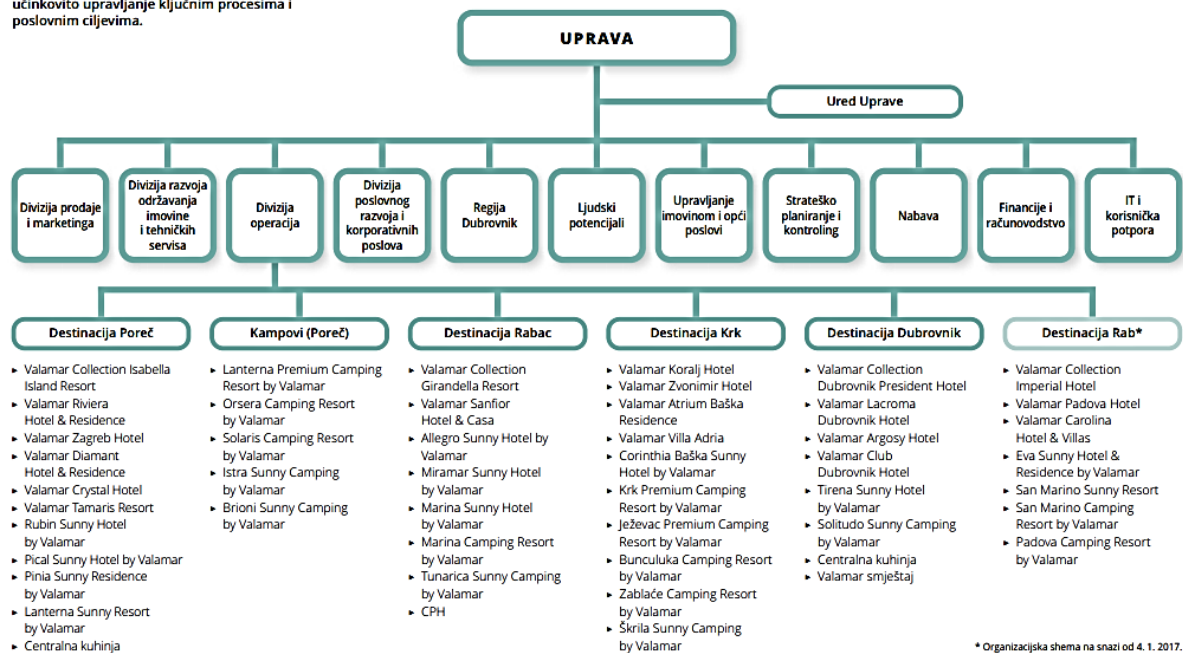 učinkovito upravljanje ključnim procesima i
poslovnim ciljevima.
UPRAVA
Ured Uprave
Divizija prodaje
i marketinga
Divizija razvoja
održavanja
imovine
i tehničkih
servisa
Divizija
operacija
Divizija
poslovnog
razvoja i
korporativnih
poslova
Regija
Dubrovnik
Ljudski
potencijali
Upravljanje
imovinom i opći
poslovi
Strateško
planiranje i
kontroling
Nabava
Financije i
računovodstvo
IT i
korisnička
potpora
Destinacija Poreč
▸ Valamar Collection Isabella
Island Resort
▸ Valamar Riviera
Hotel & Residence
▸ Valamar Zagreb Hotel
▸ Valamar Diamant
Hotel & Residence
▸ Valamar Crystal Hotel
▸ Valamar Tamaris Resort
▸ Rubin Sunny Hotel
by Valamar
▸ Pical Sunny Hotel by Valamar
▸ Pinia Sunny Residence
by Valamar
▸ Lanterna Sunny Resort
by Valamar
▸ Centralna kuhinja
Kampovi (Poreč)
▸ Lanterna Premium Camping
Resort by Valamar
▸ Orsera Camping Resort
by Valamar
▸ Solaris Camping Resort
by Valamar
▸ Istra Sunny Camping
by Valamar
▸ Brioni Sunny Camping
by Valamar
Destinacija Rabac
▸ Valamar Collection
Girandella Resort
▸ Valamar Sanfior
Hotel & Casa
▸ Allegro Sunny Hotel by
Valamar
▸ Miramar Sunny Hotel
by Valamar
▸ Marina Sunny Hotel
by Valamar
▸ Marina Camping Resort
by Valamar
▸ Tunarica Sunny Camping
by Valamar
▸ CPH
Destinacija Krk
▸ Valamar Koralj Hotel
▸ Valamar Zvonimir Hotel
▸ Valamar Atrium Baška
Residence
▸ Valamar Villa Adria
▸ Corinthia Baška Sunny
Hotel by Valamar
▸ Krk Premium Camping
Resort by Valamar
▸ Ježevac Premium Camping
Resort by Valamar
▸ Bunculuka Camping Resort
by Valamar
▸ Zablaće Camping Resort
by Valamar
▸ Škrila Sunny Camping
by Valamar
Destinacija Dubrovnik
▸ Valamar Collection
Dubrovnik President Hotel
▸ Valamar Lacroma
Dubrovnik Hotel
▸ Valamar Argosy Hotel
▸ Valamar Club
Dubrovnik Hotel
▸ Tirena Sunny Hotel
by Valamar
▸ Solitudo Sunny Camping
by Valamar
▸ Centralna kuhinja
▸ Valamar smještaj
Destinacija Rab*
▸ Valamar Collection
Imperial Hotel
▸ Valamar Padova Hotel
▸ Valamar Carolina
Hotel & Villas
▸ Eva Sunny Hotel &
Residence by Valamar
▸ San Marino Sunny Resort
▸ San Marino Camping
Resort by Valamar
▸ Padova Camping Resort
by Valamar
* Organizacijska shema na snazi od 4. 1. 2017.